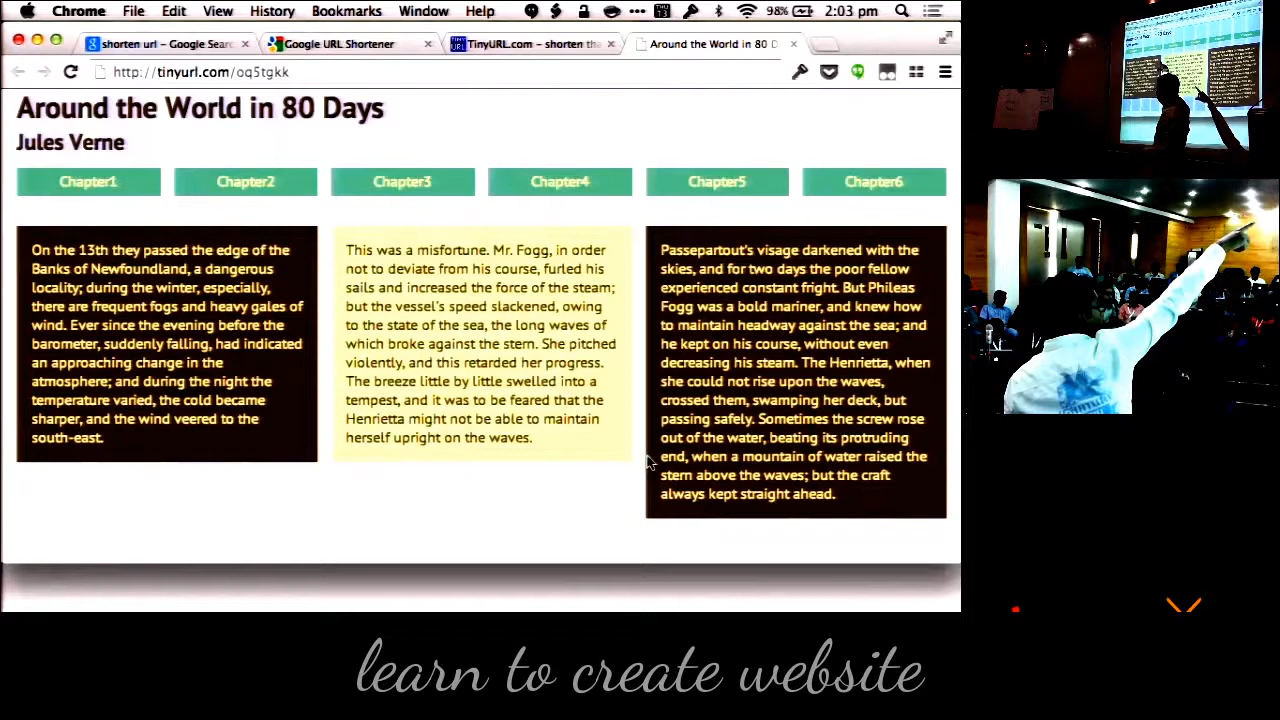 Chrome File Edit View History Bookmarks Window Help
THU 13 98% 2:03 pm
shorten url – Google Searc
Google URL Shortener
TINY URL TinyURL.com – shorten tha
Around the World in 80 D
http://tinyurl.com/oq5tgkk
Around the World in 80 Days
Jules Verne
Chapter1 Chapter2 Chapter3 Chapter4 Chapter5 Chapter6
On the 13th they passed the edge of the
Banks of Newfoundland, a dangerous
locality; during the winter, especially,
there are frequent fogs and heavy gales of
wind. Ever since the evening before the
barometer, suddenly falling, had indicated
an approaching change in the
atmosphere; and during the night the
temperature varied, the cold became
sharper, and the wind veered to the
south-east.
This was a misfortune. Mr. Fogg, in order
not to deviate from his course, furled his
sails and increased the force of the steam;
but the vessel's speed slackened, owing
to the state of the sea, the long waves of
which broke against the stern. She pitched
violently, and this retarded her progress.
The breeze little by little swelled into a
tempest, and it was to be feared that the
Henrietta might not be able to maintain
herself upright on the waves.
Passepartout's visage darkened with the
skies, and for two days the poor fellow
experienced constant fright. But Phileas
Fogg was a bold mariner, and knew how
to maintain headway against the sea; and
he kept on his course, without even
decreasing his steam. The Henrietta, when
she could not rise upon the waves,
crossed them, swamping her deck, but
passing safely. Sometimes the screw rose
out of the water, beating its protruding
end, when a mountain of water raised the
stern above the waves; but the craft
always kept straight ahead.
learn to create website